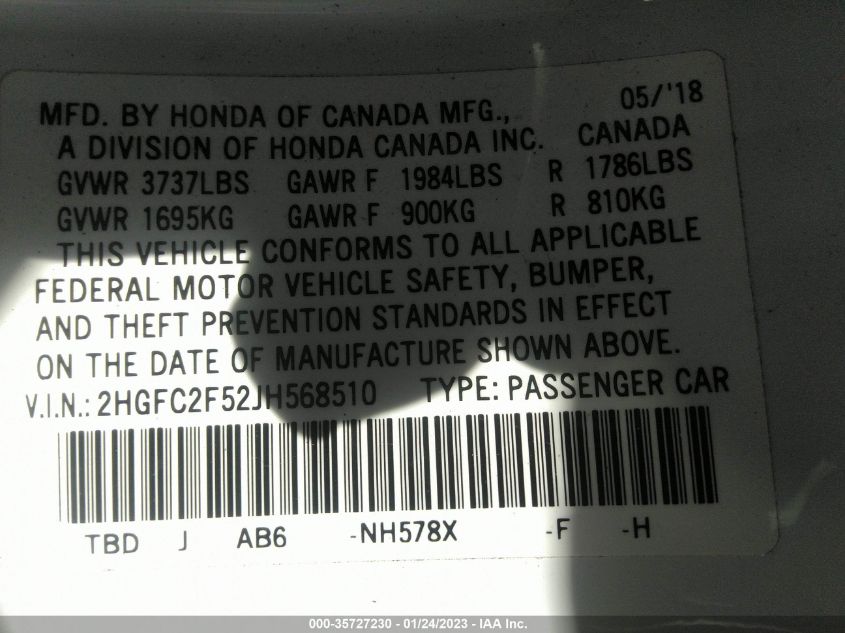 MFD. BY HONDA OF CANADA MFG., 05/'18
A DIVISION OF HONDA CANADA INC. CANADA
GVWR 3737LBS GAWR F 1984LBS R 1786LBS
GVWR 1695KG GAWR F 900KG R 810KG
THIS VEHICLE CONFORMS TO ALL APPLICABLE
FEDERAL MOTOR VEHICLE SAFETY, BUMPER,
AND THEFT PREVENTION STANDARDS IN EFFECT
ON THE DATE OF MANUFACTURE SHOWN ABOVE.
V.I.N.: 2HGFC2F52JH568510 TYPE: PASSENGER CAR
TBD J AB6 -NH578X -F -H
000-35727230 - 01/24/2023 - IAA Inc.